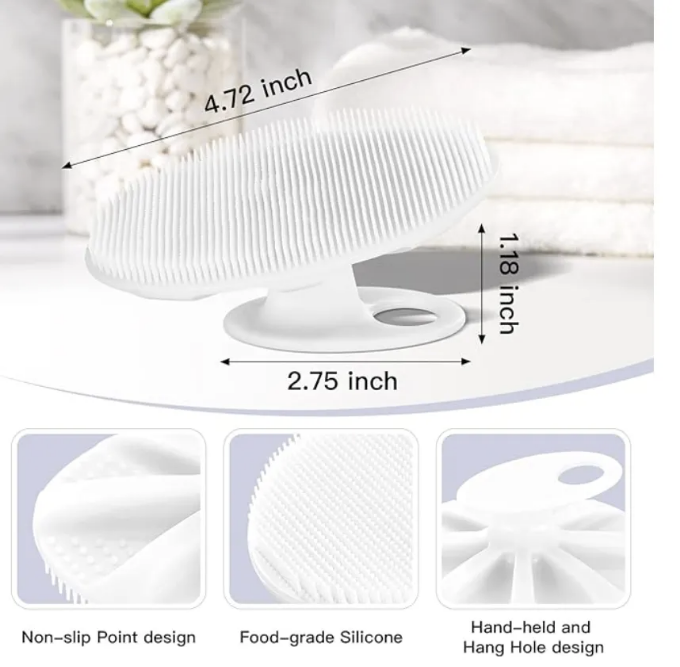 4.72 inch
1.18 inch
2.75 inch
Non-slip Point design
Food-grade Silicone
Hand-held and
Hang Hole design